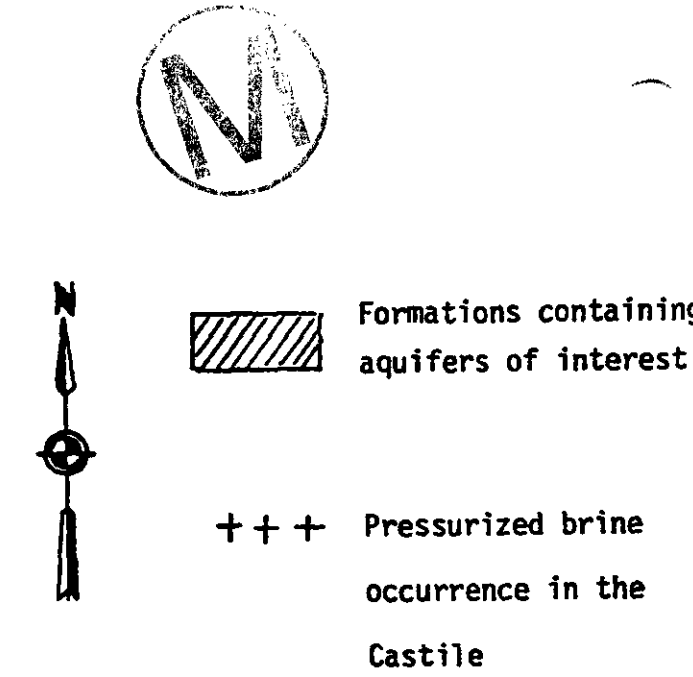 M
N
Formations containing
aquifers of interest
+ + + Pressurized brine
occurrence in the
Castile